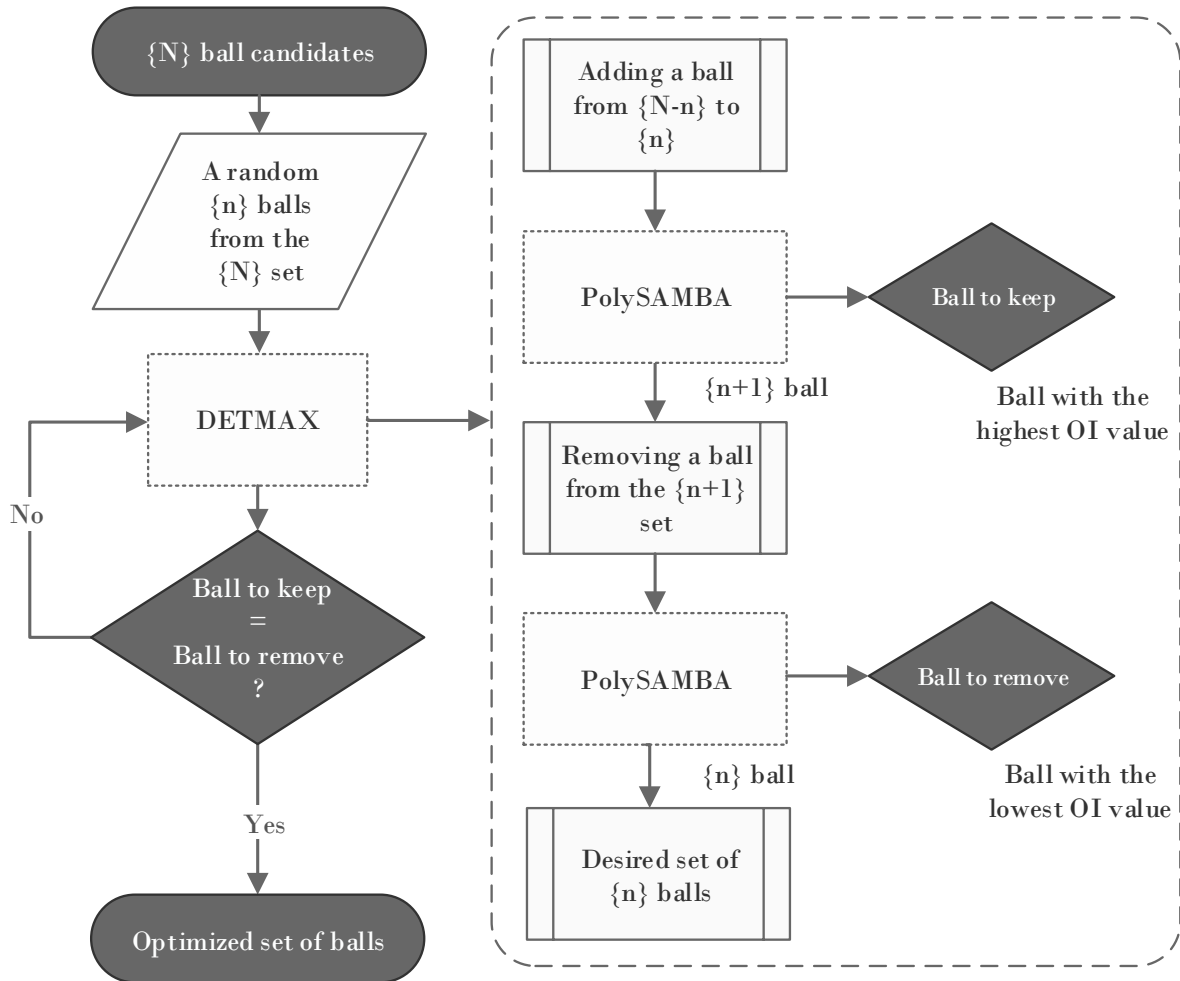 {N} ball candidates
A random
{n} balls
from the
{N} set
DETMAX
No
Ball to keep
=
Ball to remove
?
Yes
Optimized set of balls
Adding a ball
from {N-n} to
{n}
PolySAMBA
Ball to keep
Ball with the
highest OI value
{n+1} ball
Removing a ball
from the {n+1}
set
PolySAMBA
Ball to remove
Ball with the
lowest OI value
{n} ball
Desired set of
{n} balls